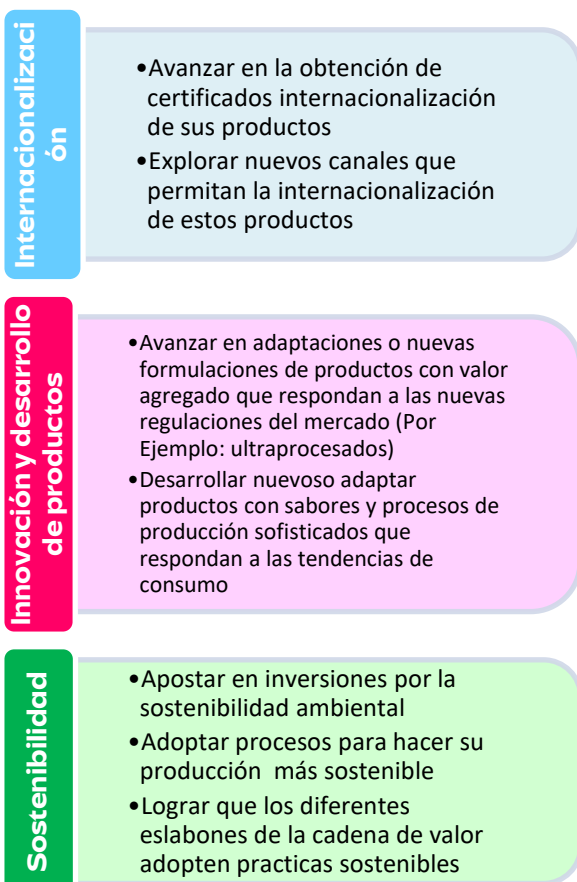 Internacionalizaci
ón
•Avanzar en la obtención de
certificados internacionalización
de sus productos
•Explorar nuevos canales que
permitan la internacionalización
de estos productos
Innovación y desarrollo
de productos
•Avanzar en adaptaciones o nuevas
formulaciones de productos con valor
agregado que respondan a las nuevas
regulaciones del mercado (Por
Ejemplo: ultraprocesados)
•Desarrollar nuevoso adaptar
productos con sabores y procesos de
producción sofisticados que
respondan a las tendencias de
consumo
Sostenibilidad
•Apostar en inversiones por la
sostenibilidad ambiental
•Adoptar procesos para hacer su
producción  más sostenible
•Lograr que los diferentes
eslabones de la cadena de valor
adopten practicas sostenibles